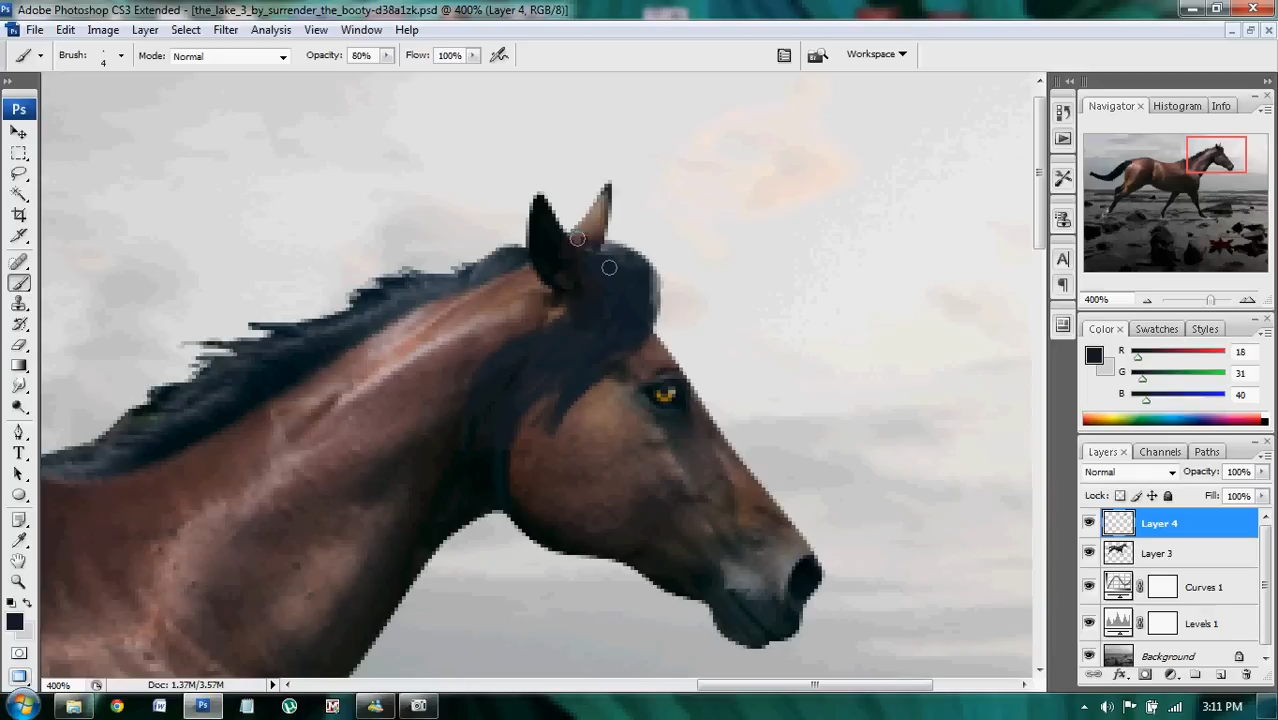 Adobe Photoshop CS3 Extended - [the_lake_3_by_surrender_the_booty-d38a1zk.psd @ 400% (Layer 4, RGB/8)]
File Edit Image Layer Select Filter Analysis View Window Help
Brush: 4 Mode: Normal Opacity: 80% Flow: 100% Workspace
Ps
Navigator Histogram Info
400%
Color Swatches Styles
R 18
G 31
B 40
Layers Channels Paths
Normal Opacity: 100%
Lock: Fill: 100%
Layer 4
Layer 3
Curves 1
Levels 1
Background
T
A
400% Doc: 1.37M/3.57M
Ps
3:11 PM